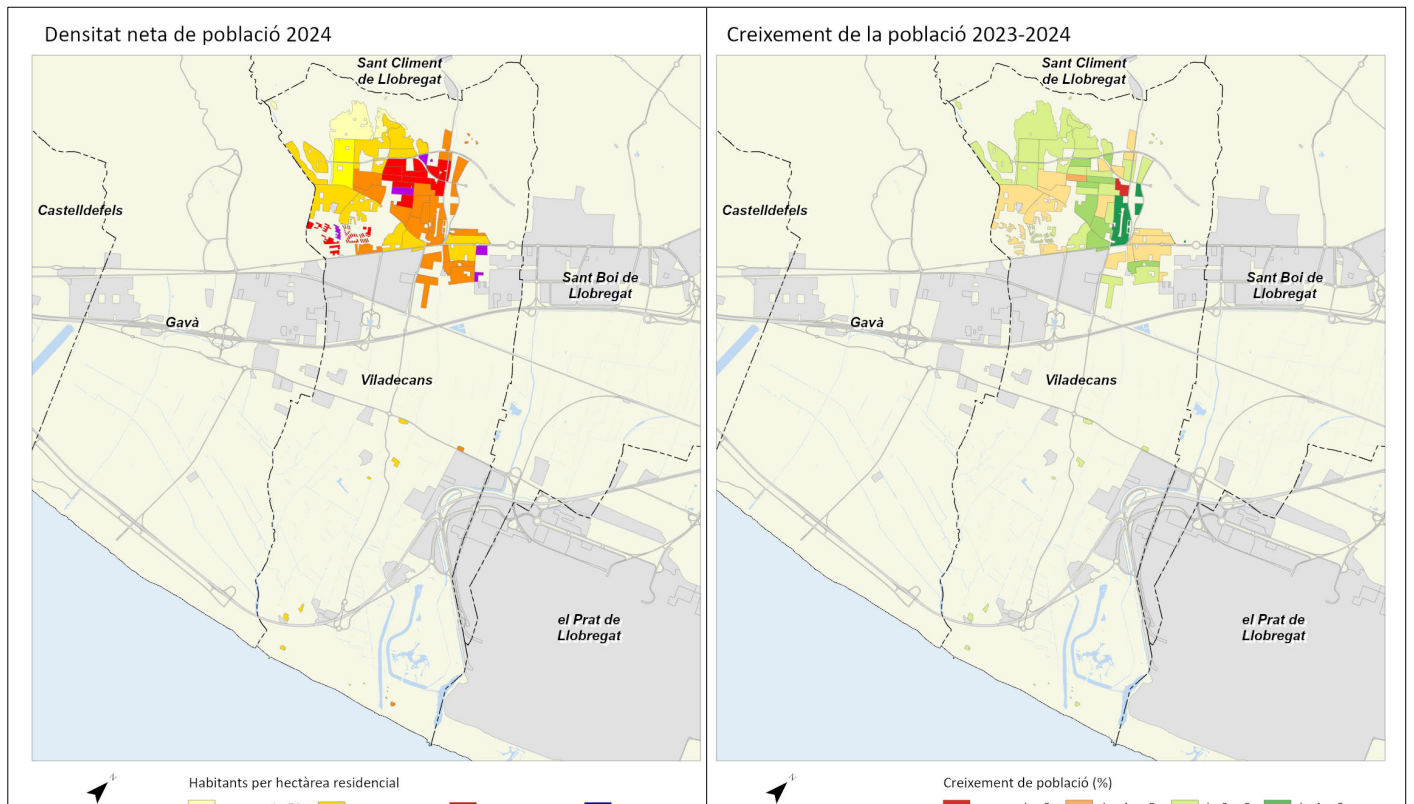 Densitat neta de població 2024
Sant Climent
de Llobregat
Castelldefels
Sant Boi de
Llobregat
Gavà
Viladecans
el Prat de
Llobregat
N
Habitants per hectàrea residencial
Creixement de la població 2023-2024
Sant Climent
de Llobregat
Castelldefels
Sant Boi de
Llobregat
Gavà
Viladecans
el Prat de
Llobregat
N
Creixement de població (%)